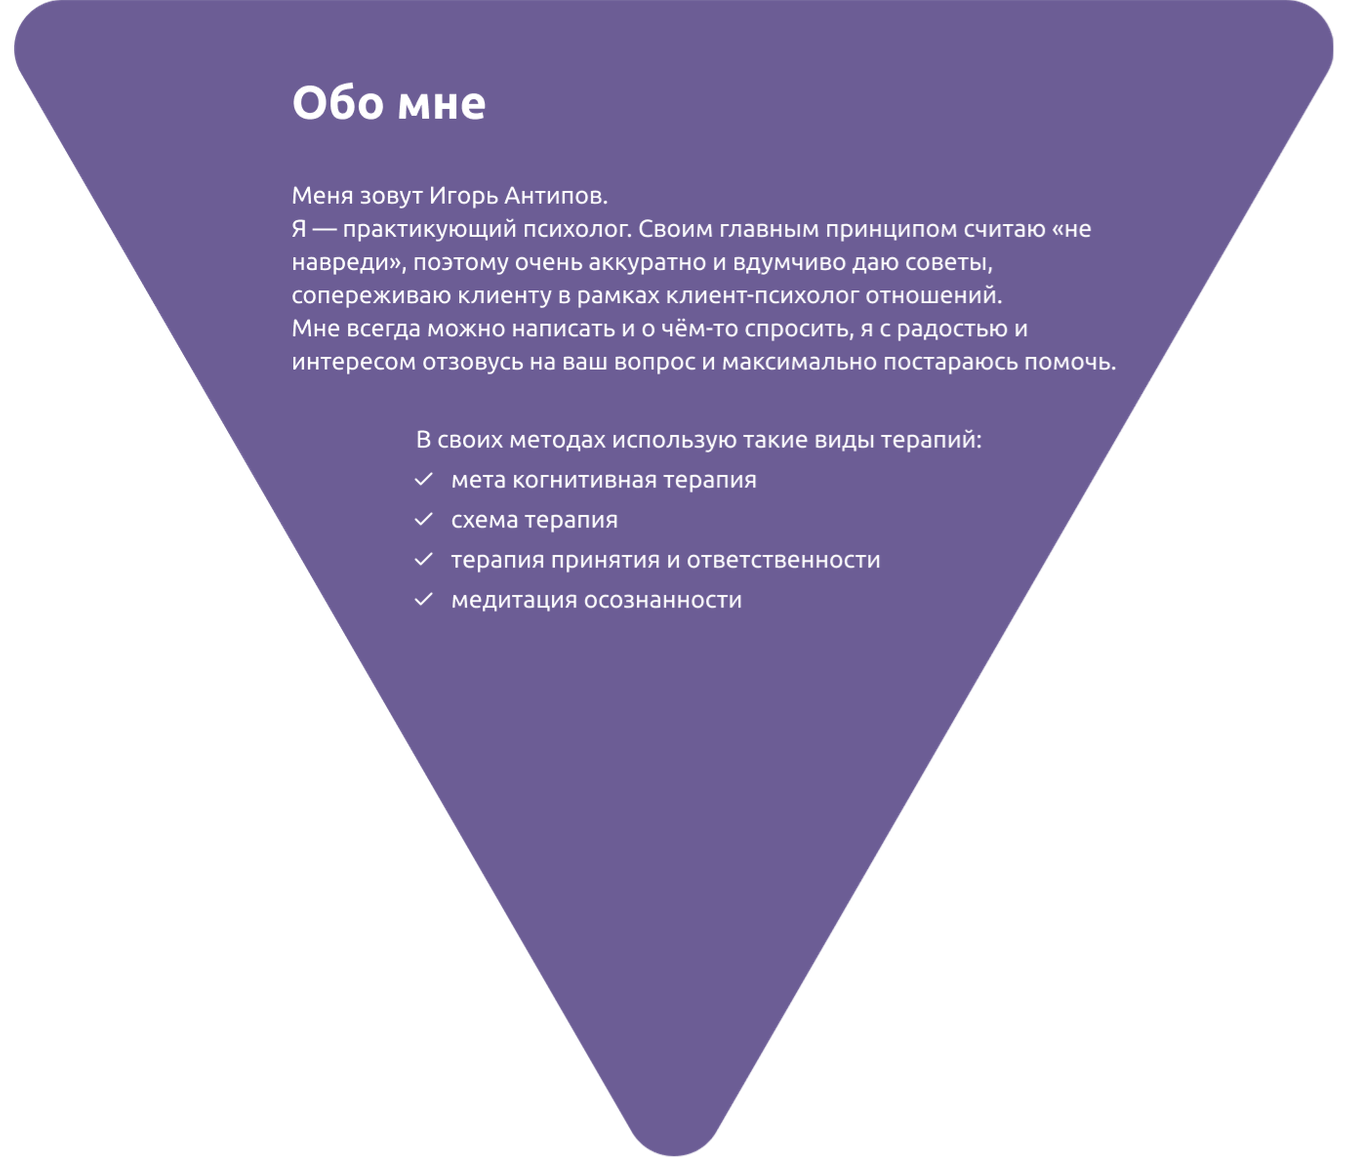 Обо мне
Меня зовут Игорь Антипов.
Я — практикующий психолог. Своим главным принципом считаю «не
навреди», поэтому очень аккуратно и вдумчиво даю советы,
сопереживаю клиенту в рамках клиент-психолог отношений.
Мне всегда можно написать и о чём-то спросить, я с радостью и
интересом отзовусь на ваш вопрос и максимально постараюсь помочь.
В своих методах использую такие виды терапий:
мета когнитивная терапия
схема терапия
терапия принятия и ответственности
медитация осознанности